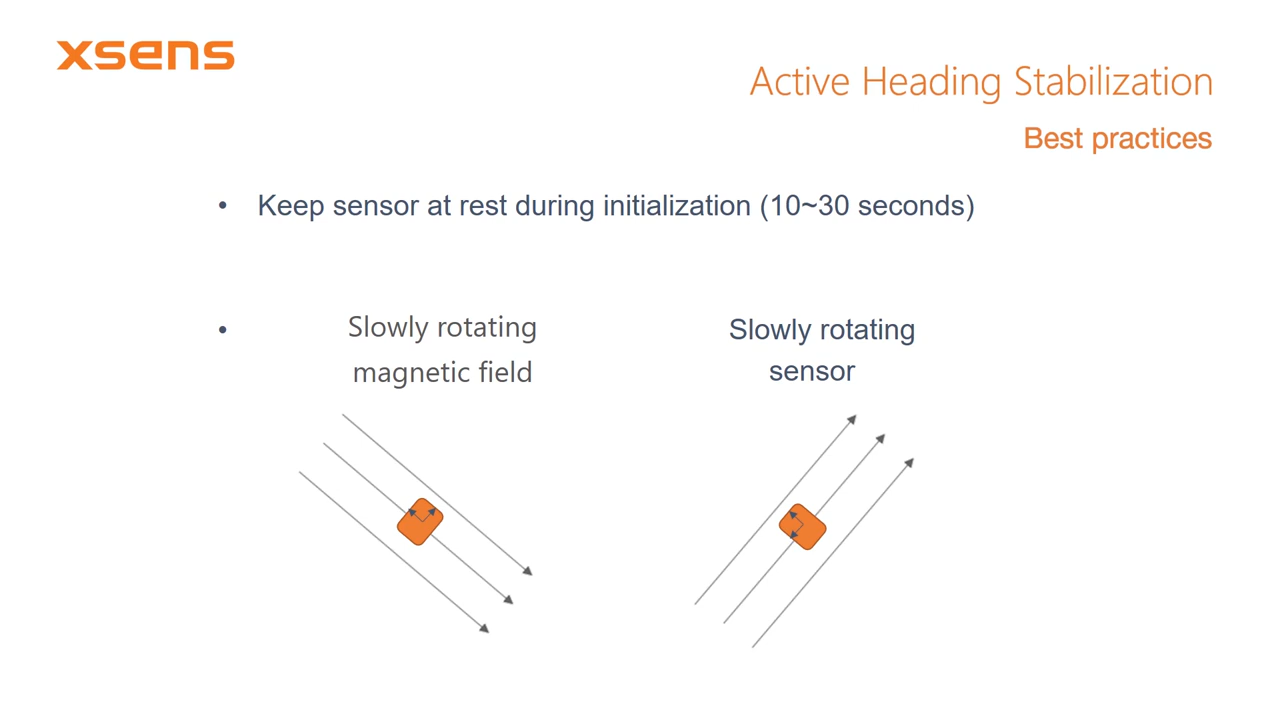 xsens
Active Heading Stabilization
Best practices
• Keep sensor at rest during initialization (10~30 seconds)
• Slowly rotating
magnetic field
Slowly rotating
sensor